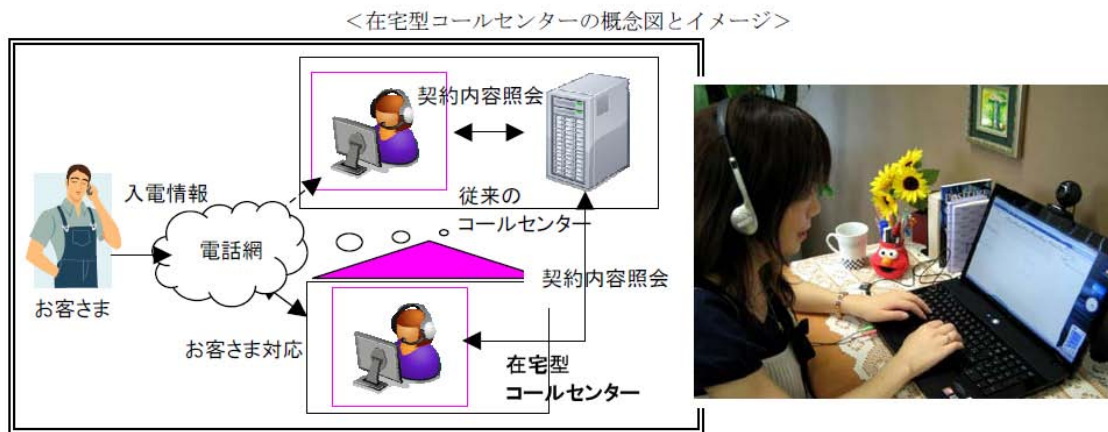 ＜在宅型コールセンターの概念図とイメージ＞
契約内容照会
入電情報
従来の
コールセンター
電話網
契約内容照会
お客さま
お客さま対応
在宅型
コールセンター